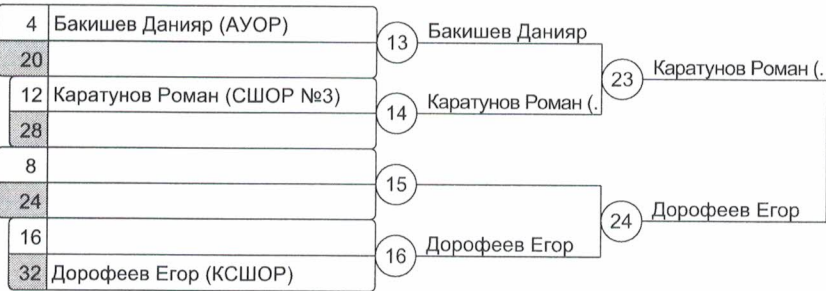 4 Бакишев Данияр (АУОР)
20
12 Каратунов Роман (СШОР №3)
28
8
24
16
32 Дорофеев Егор (КСШОР)
13 Бакишев Данияр
14 Каратунов Роман (.
15
16 Дорофеев Егор
23 Каратунов Роман (.
24 Дорофеев Егор